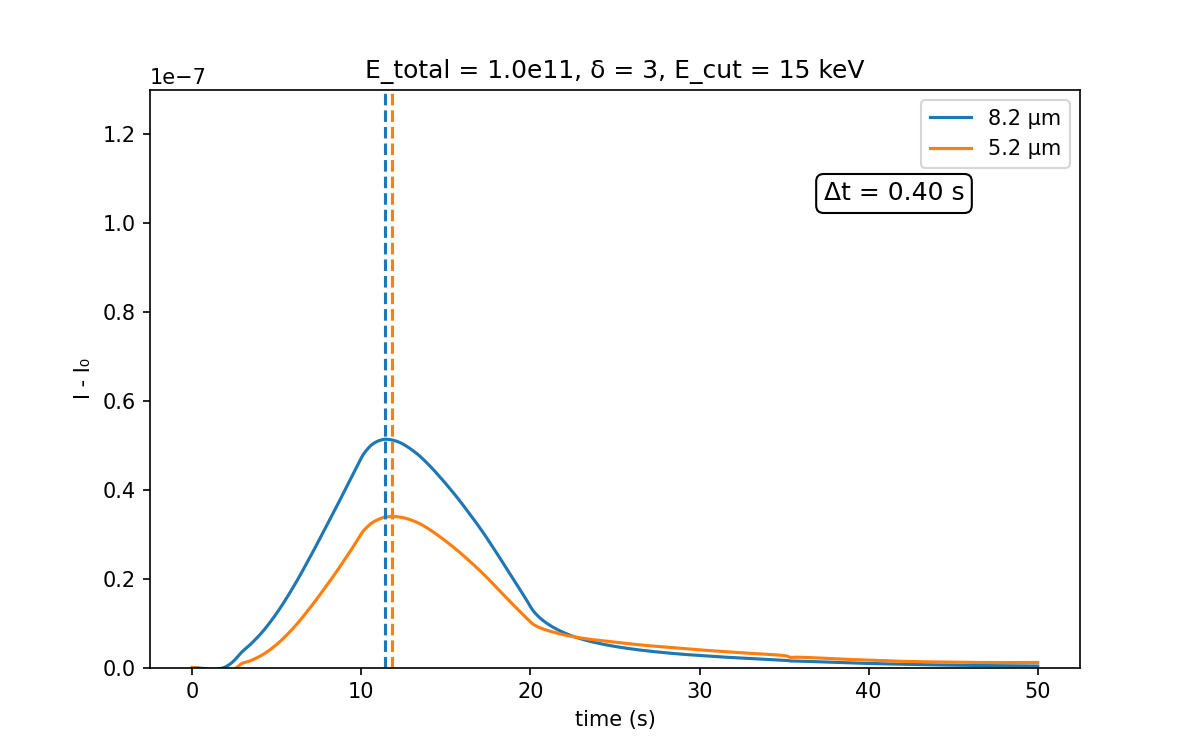 E_total = 1.0e11, δ = 3, E_cut = 15 keV
1e−7
8.2 μm
5.2 μm
Δt = 0.40 s
1.2
1.0
0.8
0.6
0.4
0.2
0.0
I - I₀
0 10 20 30 40 50
time (s)